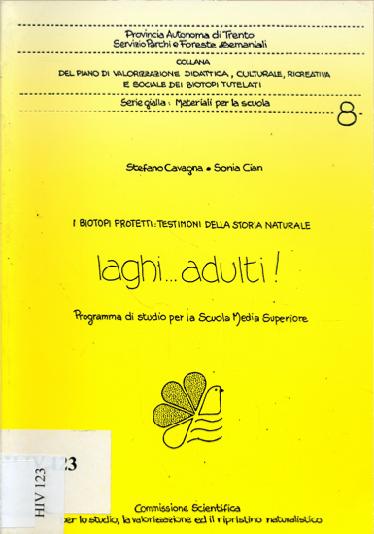 Provincia Autonoma di Trento
Servizio Parchi e Foreste Demaniali
COLLANA
DEL PIANO DI VALORIZZAZIONE DIDATTICA, CULTURALE, RICREATIVA
E SOCIALE DEI BIOTOPI TUTELATI
Serie gialla: Materiali per la scuola
8
Stefano Cavagna • Sonia Cian
I BIOTOPI PROTETTI: TESTIMONI DELLA STORIA NATURALE
laghi... adulti!
Programma di studio per la Scuola Media Superiore
123
HIV 123
Commissione Scientifica
per lo studio, la valorizzazione ed il ripristino naturalistico